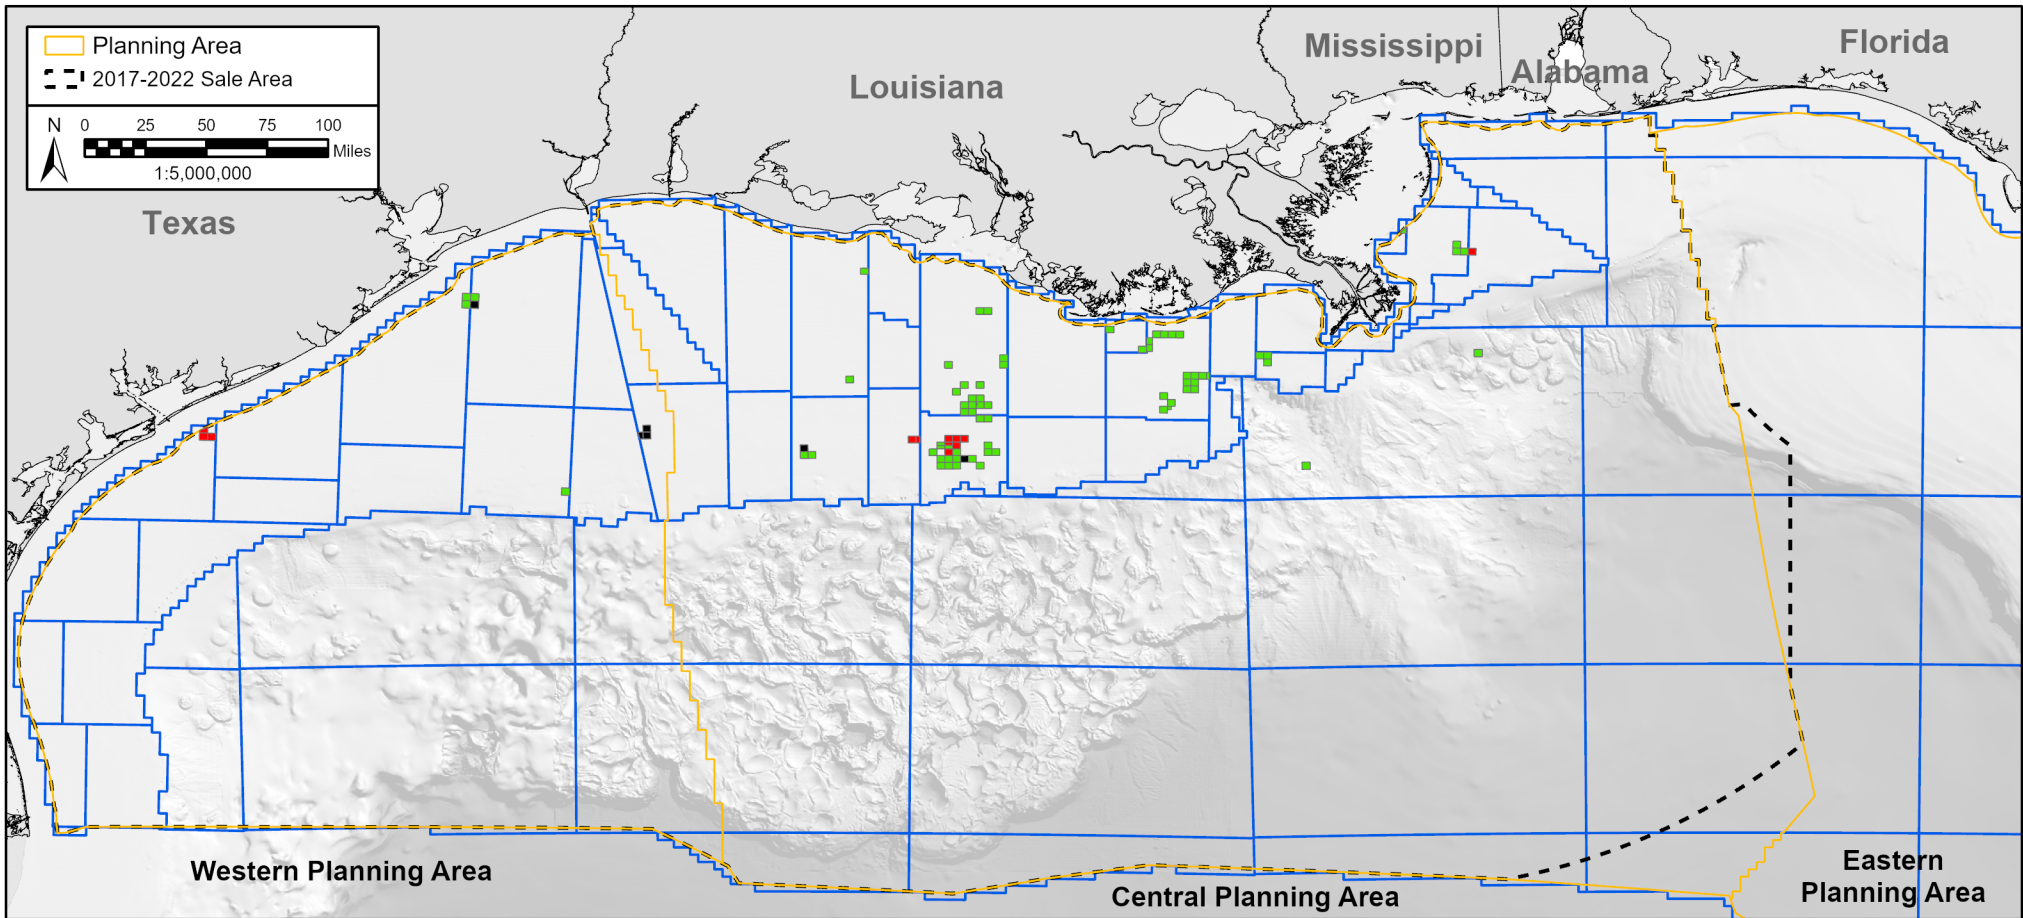 Planning Area
2017-2022 Sale Area
N
0 25 50 75 100
Miles
1:5,000,000
Texas
Louisiana
Mississippi
Alabama
Florida
Western Planning Area
Central Planning Area
Eastern
Planning Area